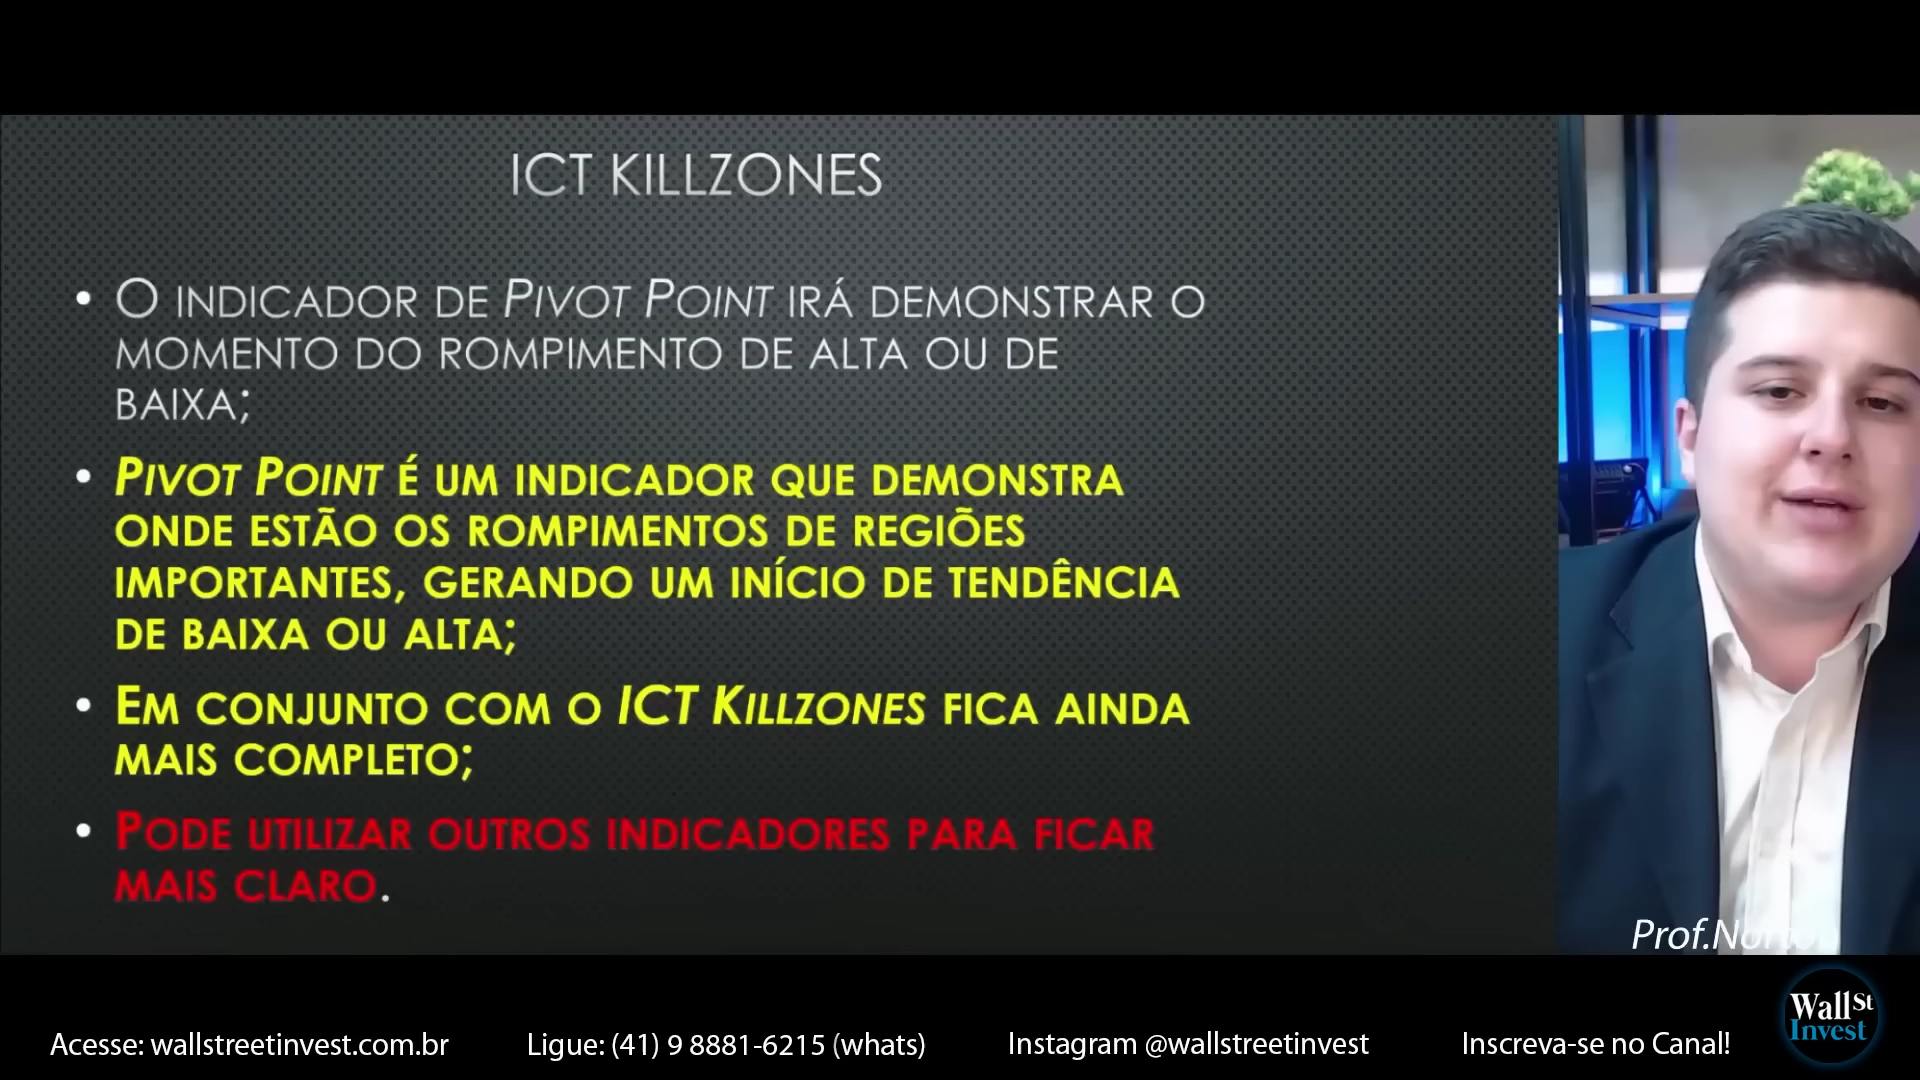 ICT KILLZONES
• O INDICADOR DE PIVOT POINT IRÁ DEMONSTRAR O
MOMENTO DO ROMPIMENTO DE ALTA OU DE
BAIXA;
• PIVOT POINT É UM INDICADOR QUE DEMONSTRA
ONDE ESTÃO OS ROMPIMENTOS DE REGIÕES
IMPORTANTES, GERANDO UM INÍCIO DE TENDÊNCIA
DE BAIXA OU ALTA;
• EM CONJUNTO COM O ICT KILLZONES FICA AINDA
MAIS COMPLETO;
• PODE UTILIZAR OUTROS INDICADORES PARA FICAR
MAIS CLARO.
Prof.Norton
Wall St
Invest
Acesse: wallstreetinvest.com.br
Ligue: (41) 9 8881-6215 (whats)
Instagram @wallstreetinvest
Inscreva-se no Canal!